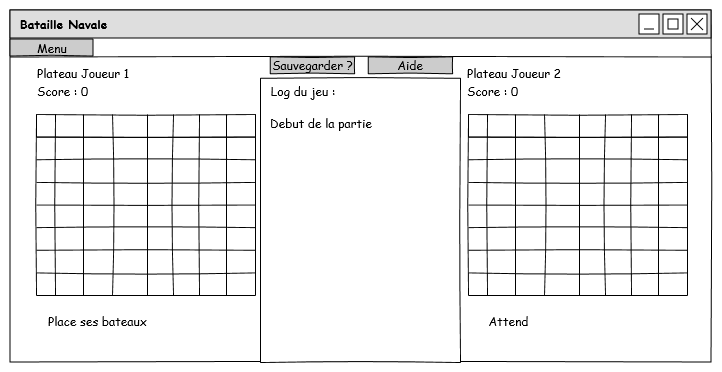 Bataille Navale
Menu
Sauvegarder ?
Aide
Plateau Joueur 1
Score : 0
Log du jeu :
Debut de la partie
Plateau Joueur 2
Score : 0
Place ses bateaux
Attend